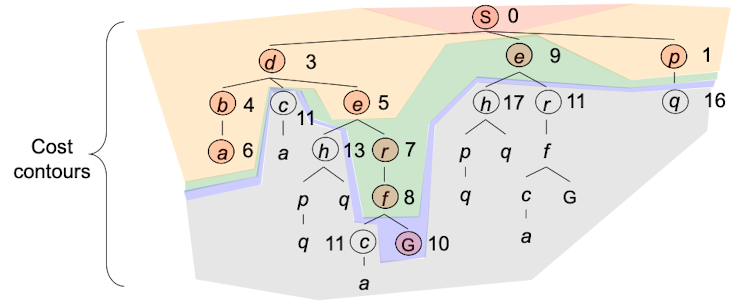 S 0
d 3 e 9 p 1
b 4 c 11 e 5 h 17 r 11 q 16
a 6 a h 13 r 7 p q f
p q f 8 q c G
q 11 c G 10 a
a
Cost
contours